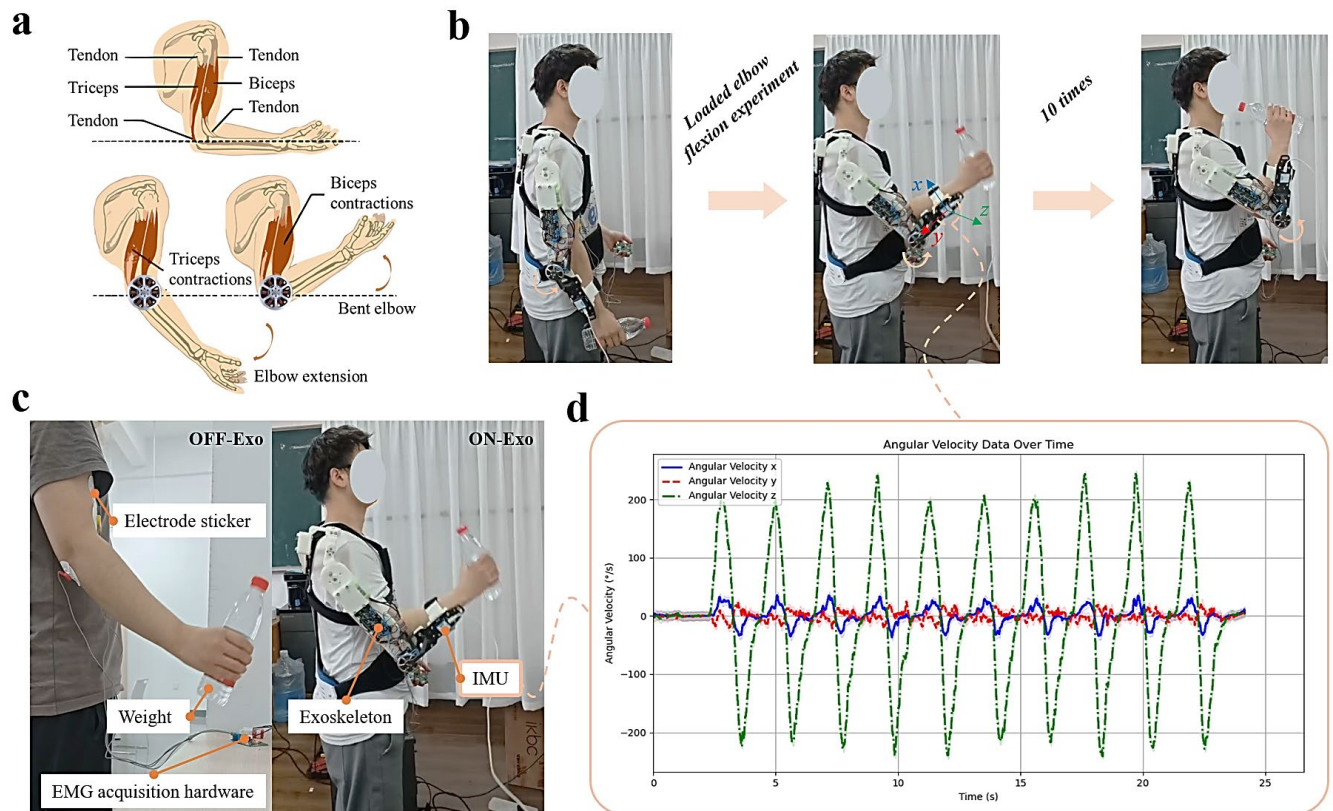 a
Tendon
Tendon
Triceps
Biceps
Tendon
Tendon
Biceps
contractions
Triceps
contractions
Bent elbow
Elbow extension
b
Loaded elbow
flexion experiment
10 times
x
z
y
c
OFF-Exo
ON-Exo
Electrode sticker
IMU
Weight
Exoskeleton
EMG acquisition hardware
ikbc
d
Angular Velocity Data Over Time
Angular Velocity x
Angular Velocity y
Angular Velocity z
Angular Velocity (°/s)
200
100
0
−100
−200
0
5
10
15
20
25
Time (s)